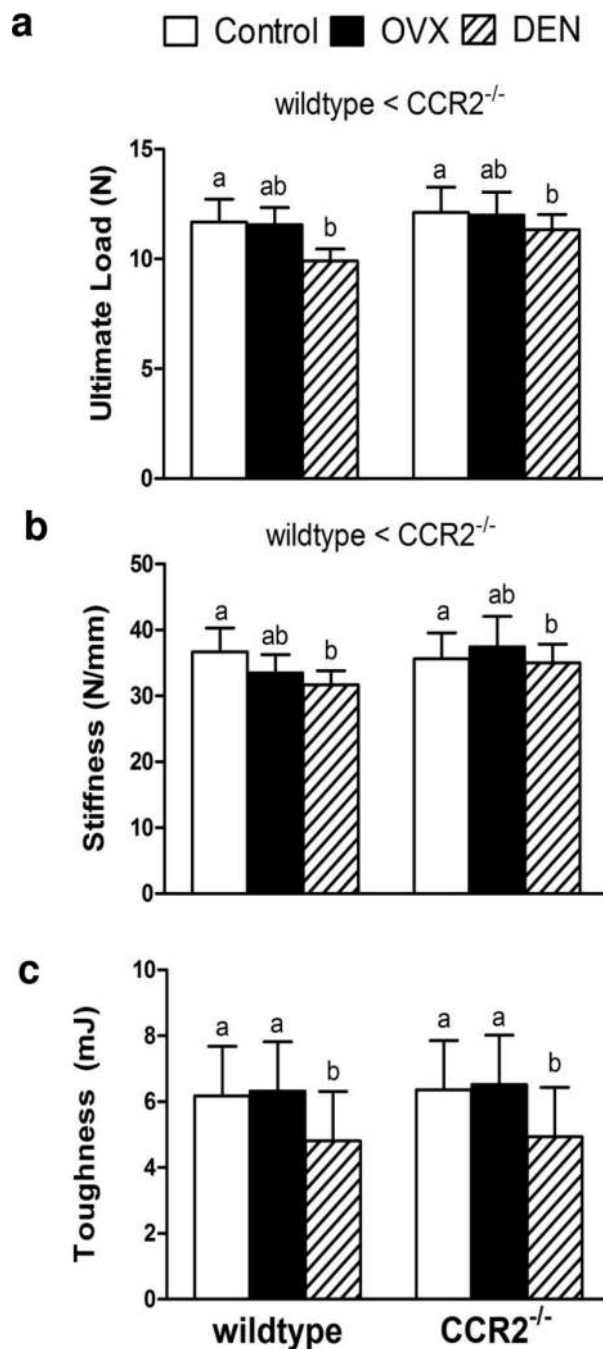 a
Control OVX DEN
wildtype < CCR2-/-
Ultimate Load (N)
15
10
5
0
a ab b a ab b
b
wildtype < CCR2-/-
Stiffness (N/mm)
50
40
30
20
10
0
a ab b a ab b
c
Toughness (mJ)
10
8
6
4
2
0
a a b a a b
wildtype CCR2-/-